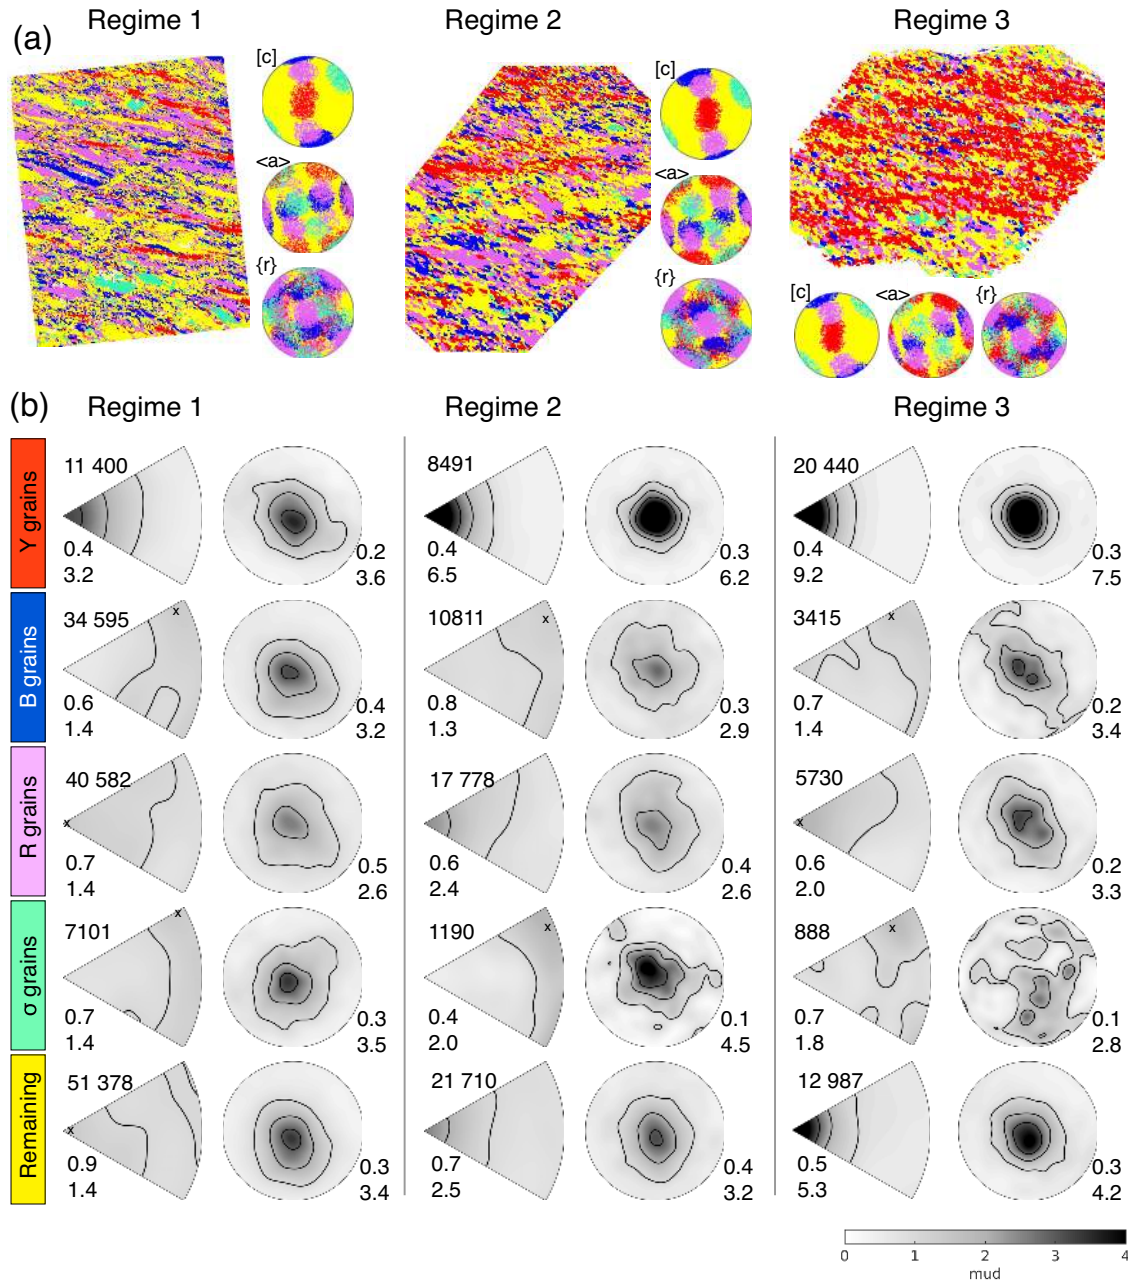 (a)
Regime 1
Regime 2
Regime 3
[c]
<a>
{r}
[c]
<a>
{r}
[c]
<a>
{r}
(b)
Regime 1
Regime 2
Regime 3
Y grains
11 400
0.4
3.2
0.2
3.6
8491
0.4
6.5
0.3
6.2
20 440
0.4
9.2
0.3
7.5
B grains
34 595
x
0.6
1.4
0.4
3.2
10811
x
0.8
1.3
0.3
2.9
3415
x
0.7
1.4
0.2
3.4
R grains
40 582
x
0.7
1.4
0.5
2.6
17 778
0.6
2.4
0.4
2.6
5730
x
0.6
2.0
0.2
3.3
σ grains
7101
x
0.7
1.4
0.3
3.5
1190
x
0.4
2.0
0.1
4.5
888
x
0.7
1.8
0.1
2.8
Remaining
51 378
x
0.9
1.4
0.3
3.4
21 710
0.7
2.5
0.4
3.2
12 987
0.5
5.3
0.3
4.2
0 1 2 3 4
mud